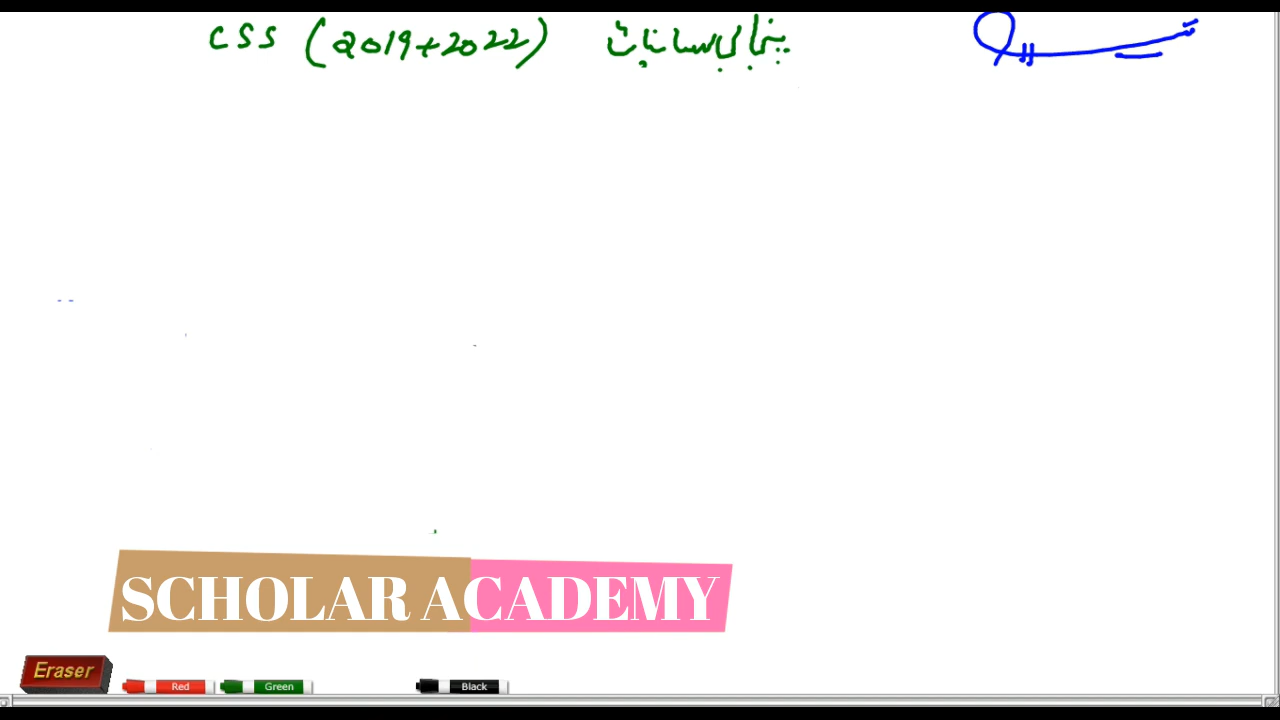 CSS (2019+2022) پنجابی لسانیات
SCHOLAR ACADEMY
Eraser
Red
Green
Black